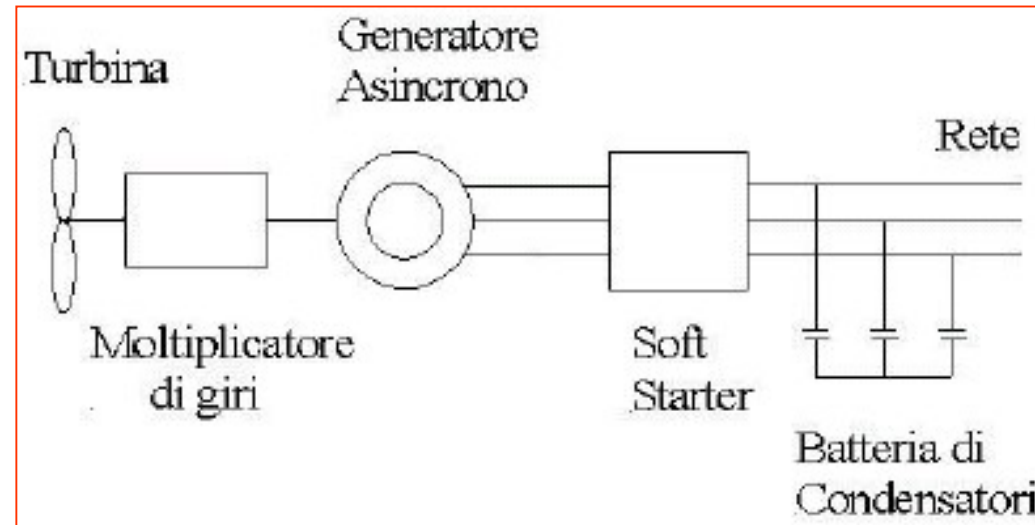 Turbina
Generatore
Asincrono
Rete
Moltiplicatore
di giri
Soft
Starter
Batteria di
Condensatori